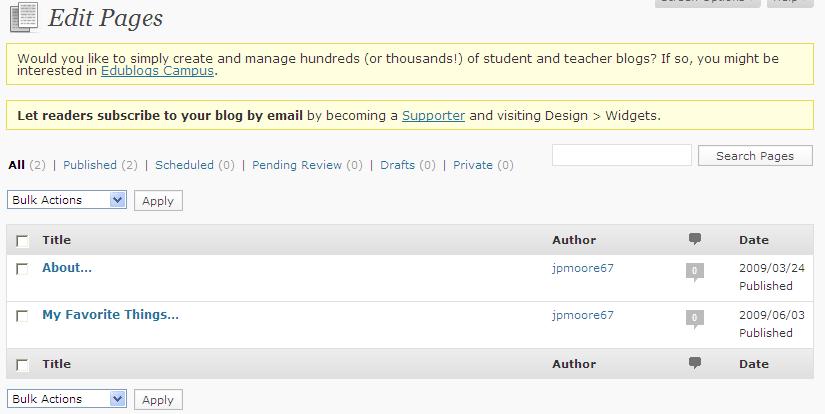 Edit Pages
Screen Options
Help
Would you like to simply create and manage hundreds (or thousands!) of student and teacher blogs? If so, you might be
interested in Edublogs Campus.
Let readers subscribe to your blog by email by becoming a Supporter and visiting Design > Widgets.
All (2) | Published (2) | Scheduled (0) | Pending Review (0) | Drafts (0) | Private (0)
Search Pages
Bulk Actions Apply
Title Author Date
About... jpmoore67 0 2009/03/24
Published
My Favorite Things... jpmoore67 0 2009/06/03
Published
Title Author Date
Bulk Actions Apply